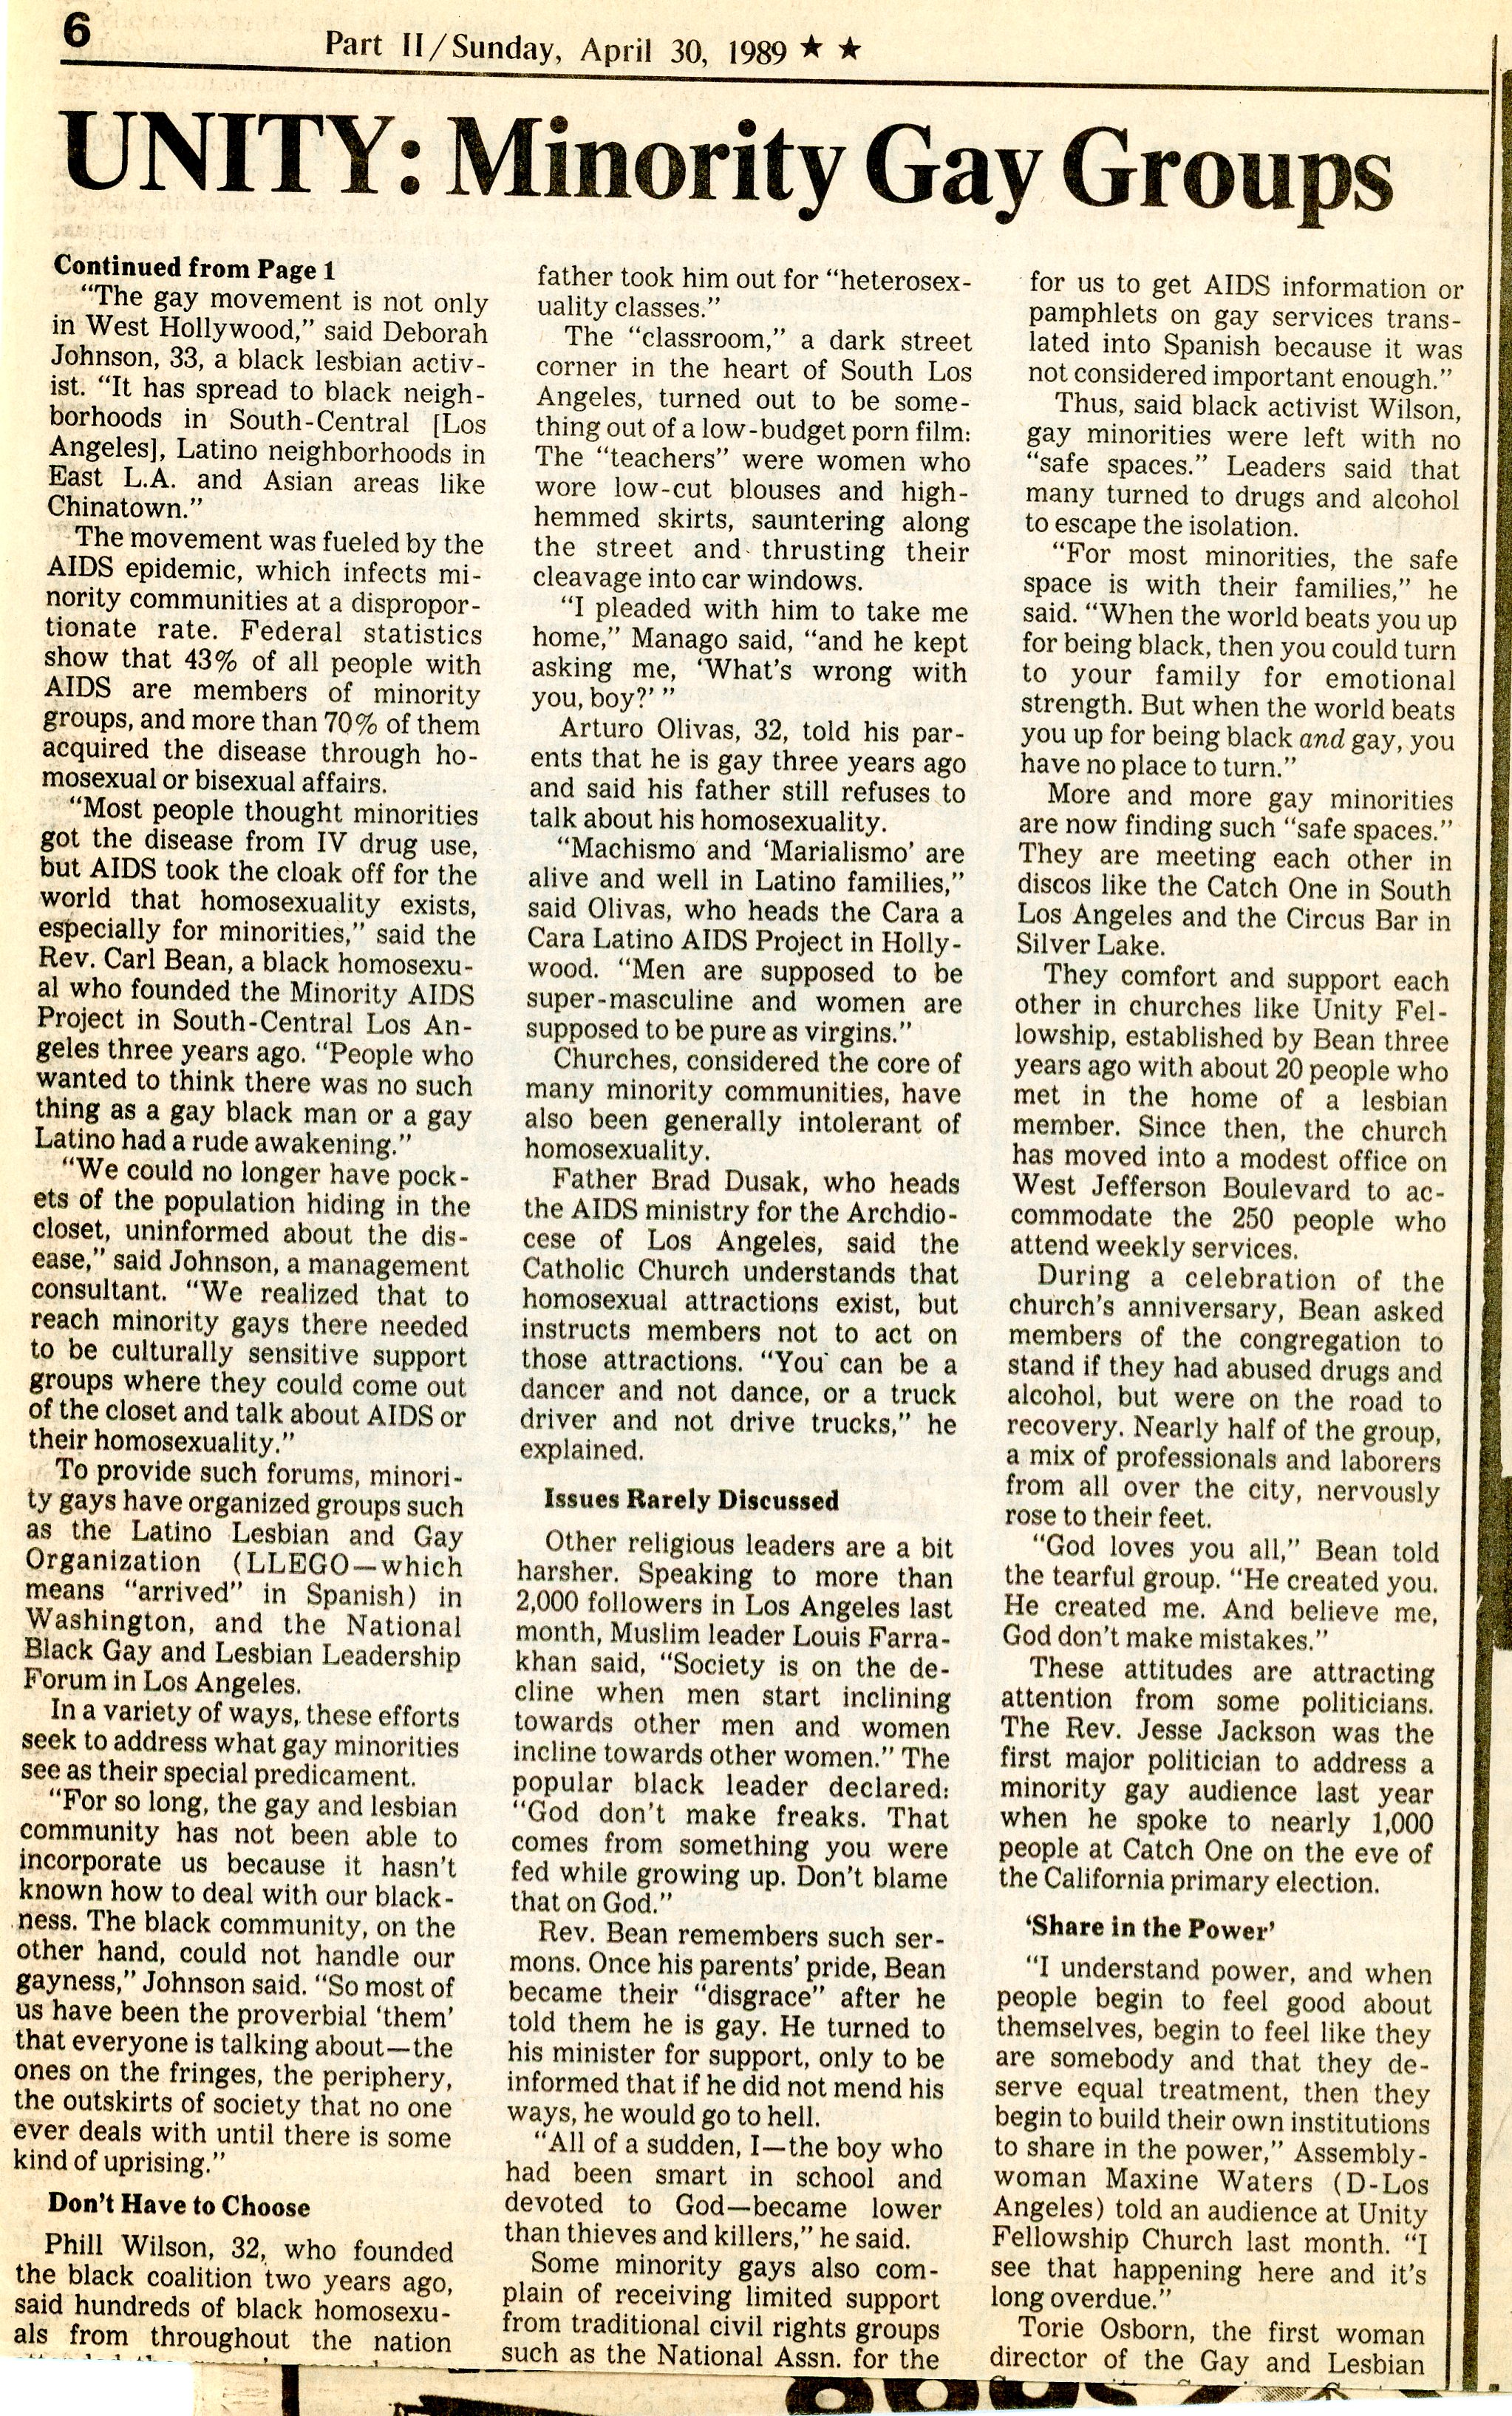 6
Part II/Sunday, April 30, 1989 ★ ★
UNITY: Minority Gay Groups
Continued from Page 1
“The gay movement is not only
in West Hollywood,” said Deborah
Johnson, 33, a black lesbian activ-
ist. “It has spread to black neigh-
borhoods in South-Central [Los
Angeles], Latino neighborhoods in
East L.A. and Asian areas like
Chinatown.”
The movement was fueled by the
AIDS epidemic, which infects mi-
nority communities at a dispropor-
tionate rate. Federal statistics
show that 43% of all people with
AIDS are members of minority
groups, and more than 70% of them
acquired the disease through ho-
mosexual or bisexual affairs.
“Most people thought minorities
got the disease from IV drug use,
but AIDS took the cloak off for the
world that homosexuality exists,
especially for minorities,” said the
Rev. Carl Bean, a black homosexu-
al who founded the Minority AIDS
Project in South-Central Los An-
geles three years ago. “People who
wanted to think there was no such
thing as a gay black man or a gay
Latino had a rude awakening.”
“We could no longer have pock-
ets of the population hiding in the
closet, uninformed about the dis-
ease,” said Johnson, a management
consultant. “We realized that to
reach minority gays there needed
to be culturally sensitive support
groups where they could come out
of the closet and talk about AIDS or
their homosexuality.”
To provide such forums, minori-
ty gays have organized groups such
as the Latino Lesbian and Gay
Organization (LLEGO—which
means “arrived” in Spanish) in
Washington, and the National
Black Gay and Lesbian Leadership
Forum in Los Angeles.
In a variety of ways, these efforts
seek to address what gay minorities
see as their special predicament.
“For so long, the gay and lesbian
community has not been able to
incorporate us because it hasn’t
known how to deal with our black-
ness. The black community, on the
other hand, could not handle our
gayness,” Johnson said. “So most of
us have been the proverbial ‘them’
that everyone is talking about—the
ones on the fringes, the periphery,
the outskirts of society that no one
ever deals with until there is some
kind of uprising.”
Don’t Have to Choose
Phill Wilson, 32, who founded
the black coalition two years ago,
said hundreds of black homosexu-
als from throughout the nation
father took him out for “heterosex-
uality classes.”
The “classroom,” a dark street
corner in the heart of South Los
Angeles, turned out to be some-
thing out of a low-budget porn film:
The “teachers” were women who
wore low-cut blouses and high-
hemmed skirts, sauntering along
the street and thrusting their
cleavage into car windows.
“I pleaded with him to take me
home,” Manago said, “and he kept
asking me, ‘What’s wrong with
you, boy?’ ”
Arturo Olivas, 32, told his par-
ents that he is gay three years ago
and said his father still refuses to
talk about his homosexuality.
“Machismo and ‘Marialismo’ are
alive and well in Latino families,”
said Olivas, who heads the Cara a
Cara Latino AIDS Project in Holly-
wood. “Men are supposed to be
super-masculine and women are
supposed to be pure as virgins.”
Churches, considered the core of
many minority communities, have
also been generally intolerant of
homosexuality.
Father Brad Dusak, who heads
the AIDS ministry for the Archdio-
cese of Los Angeles, said the
Catholic Church understands that
homosexual attractions exist, but
instructs members not to act on
those attractions. “You can be a
dancer and not dance, or a truck
driver and not drive trucks,” he
explained.
Issues Rarely Discussed
Other religious leaders are a bit
harsher. Speaking to more than
2,000 followers in Los Angeles last
month, Muslim leader Louis Farra-
khan said, “Society is on the de-
cline when men start inclining
towards other men and women
incline towards other women.” The
popular black leader declared:
“God don’t make freaks. That
comes from something you were
fed while growing up. Don’t blame
that on God.”
Rev. Bean remembers such ser-
mons. Once his parents’ pride, Bean
became their “disgrace” after he
told them he is gay. He turned to
his minister for support, only to be
informed that if he did not mend his
ways, he would go to hell.
“All of a sudden, I—the boy who
had been smart in school and
devoted to God—became lower
than thieves and killers,” he said.
Some minority gays also com-
plain of receiving limited support
from traditional civil rights groups
such as the National Assn. for the
for us to get AIDS information or
pamphlets on gay services trans-
lated into Spanish because it was
not considered important enough.”
Thus, said black activist Wilson,
gay minorities were left with no
“safe spaces.” Leaders said that
many turned to drugs and alcohol
to escape the isolation.
“For most minorities, the safe
space is with their families,” he
said. “When the world beats you up
for being black, then you could turn
to your family for emotional
strength. But when the world beats
you up for being black and gay, you
have no place to turn.”
More and more gay minorities
are now finding such “safe spaces.”
They are meeting each other in
discos like the Catch One in South
Los Angeles and the Circus Bar in
Silver Lake.
They comfort and support each
other in churches like Unity Fel-
lowship, established by Bean three
years ago with about 20 people who
met in the home of a lesbian
member. Since then, the church
has moved into a modest office on
West Jefferson Boulevard to ac-
commodate the 250 people who
attend weekly services.
During a celebration of the
church’s anniversary, Bean asked
members of the congregation to
stand if they had abused drugs and
alcohol, but were on the road to
recovery. Nearly half of the group,
a mix of professionals and laborers
from all over the city, nervously
rose to their feet.
“God loves you all,” Bean told
the tearful group. “He created you.
He created me. And believe me,
God don’t make mistakes.”
These attitudes are attracting
attention from some politicians.
The Rev. Jesse Jackson was the
first major politician to address a
minority gay audience last year
when he spoke to nearly 1,000
people at Catch One on the eve of
the California primary election.
‘Share in the Power’
“I understand power, and when
people begin to feel good about
themselves, begin to feel like they
are somebody and that they de-
serve equal treatment, then they
begin to build their own institutions
to share in the power,” Assembly-
woman Maxine Waters (D-Los
Angeles) told an audience at Unity
Fellowship Church last month. “I
see that happening here and it’s
long overdue.”
Torie Osborn, the first woman
director of the Gay and Lesbian